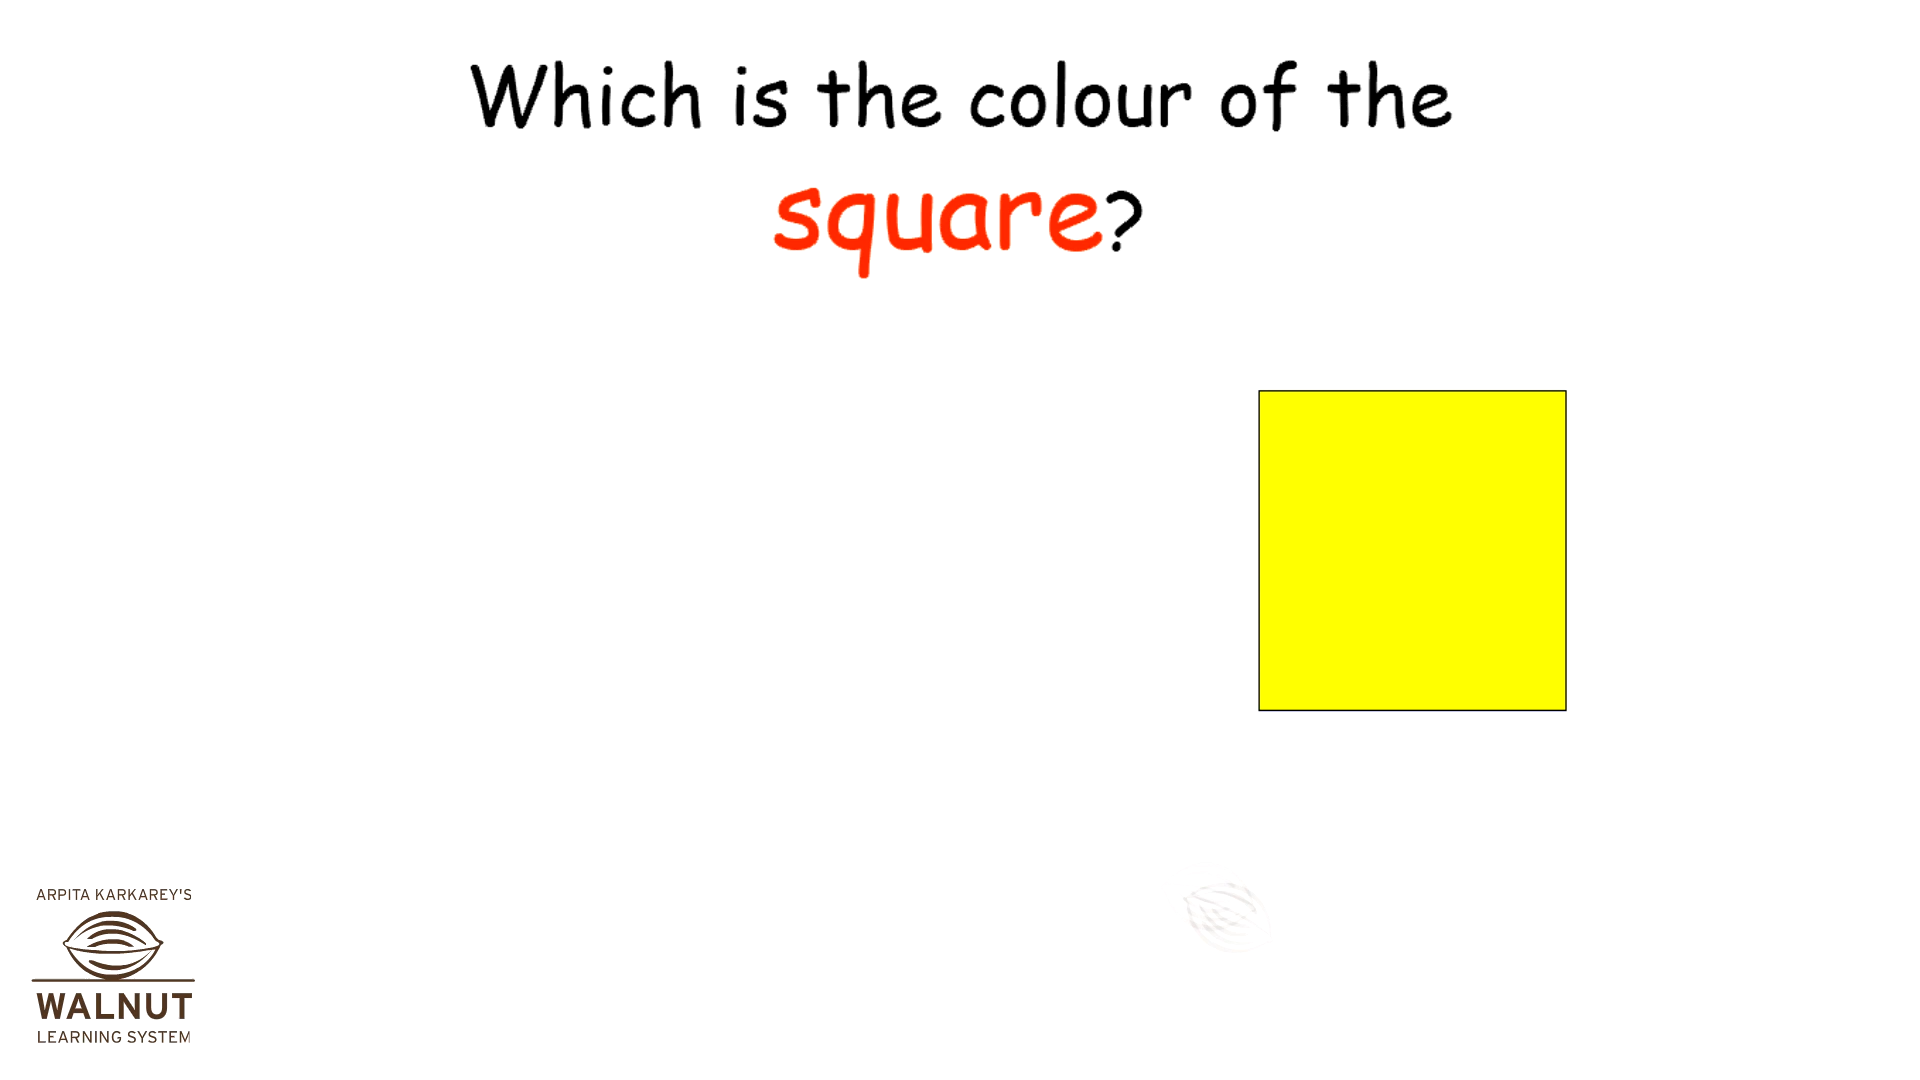 Which is the colour of the
square?
ARPITA KARKAREY'S
WALNUT
LEARNING SYSTEM